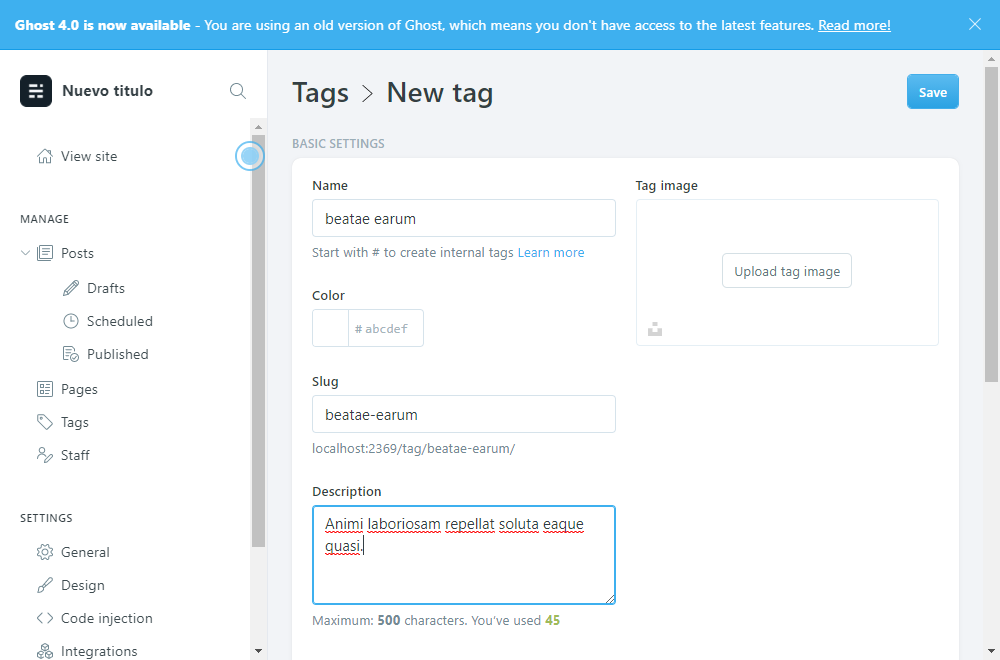 Ghost 4.0 is now available - You are using an old version of Ghost, which means you don't have access to the latest features. Read more!
Nuevo titulo
View site
MANAGE
Posts
Drafts
Scheduled
Published
Pages
Tags
Staff
SETTINGS
General
Design
Code injection
Integrations
Tags > New tag
Save
BASIC SETTINGS
Name
beatae earum
Start with # to create internal tags Learn more
Color
# abcdef
Slug
beatae-earum
localhost:2369/tag/beatae-earum/
Description
Animi laboriosam repellat soluta eaque
quasi.
Maximum: 500 characters. You've used 45
Tag image
Upload tag image